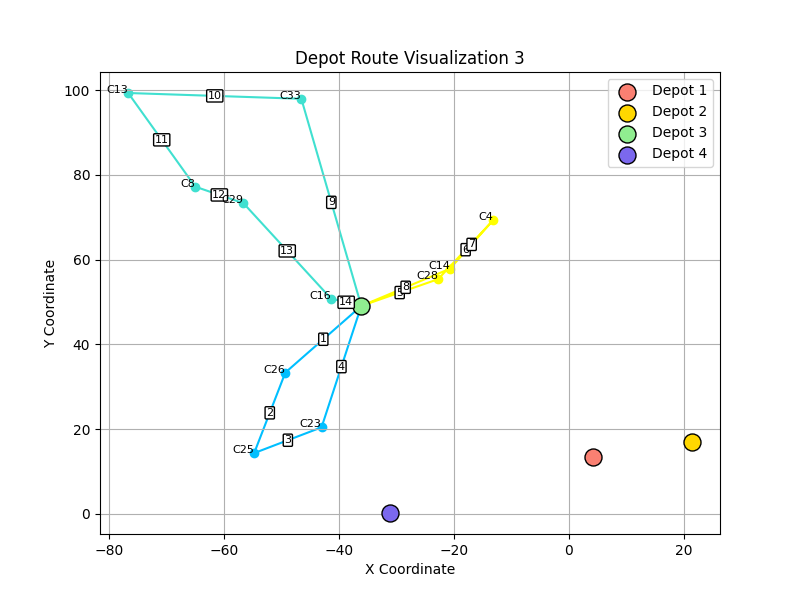 Depot Route Visualization 3
Depot 1
Depot 2
Depot 3
Depot 4
C13
10
C33
11
C8
12
C29
9
13
C4
7
6
C14
C28
8
5
C16
14
1
C26
4
2
C23
3
C25
100
80
60
40
20
0
Y Coordinate
−80
−60
−40
−20
0
20
X Coordinate